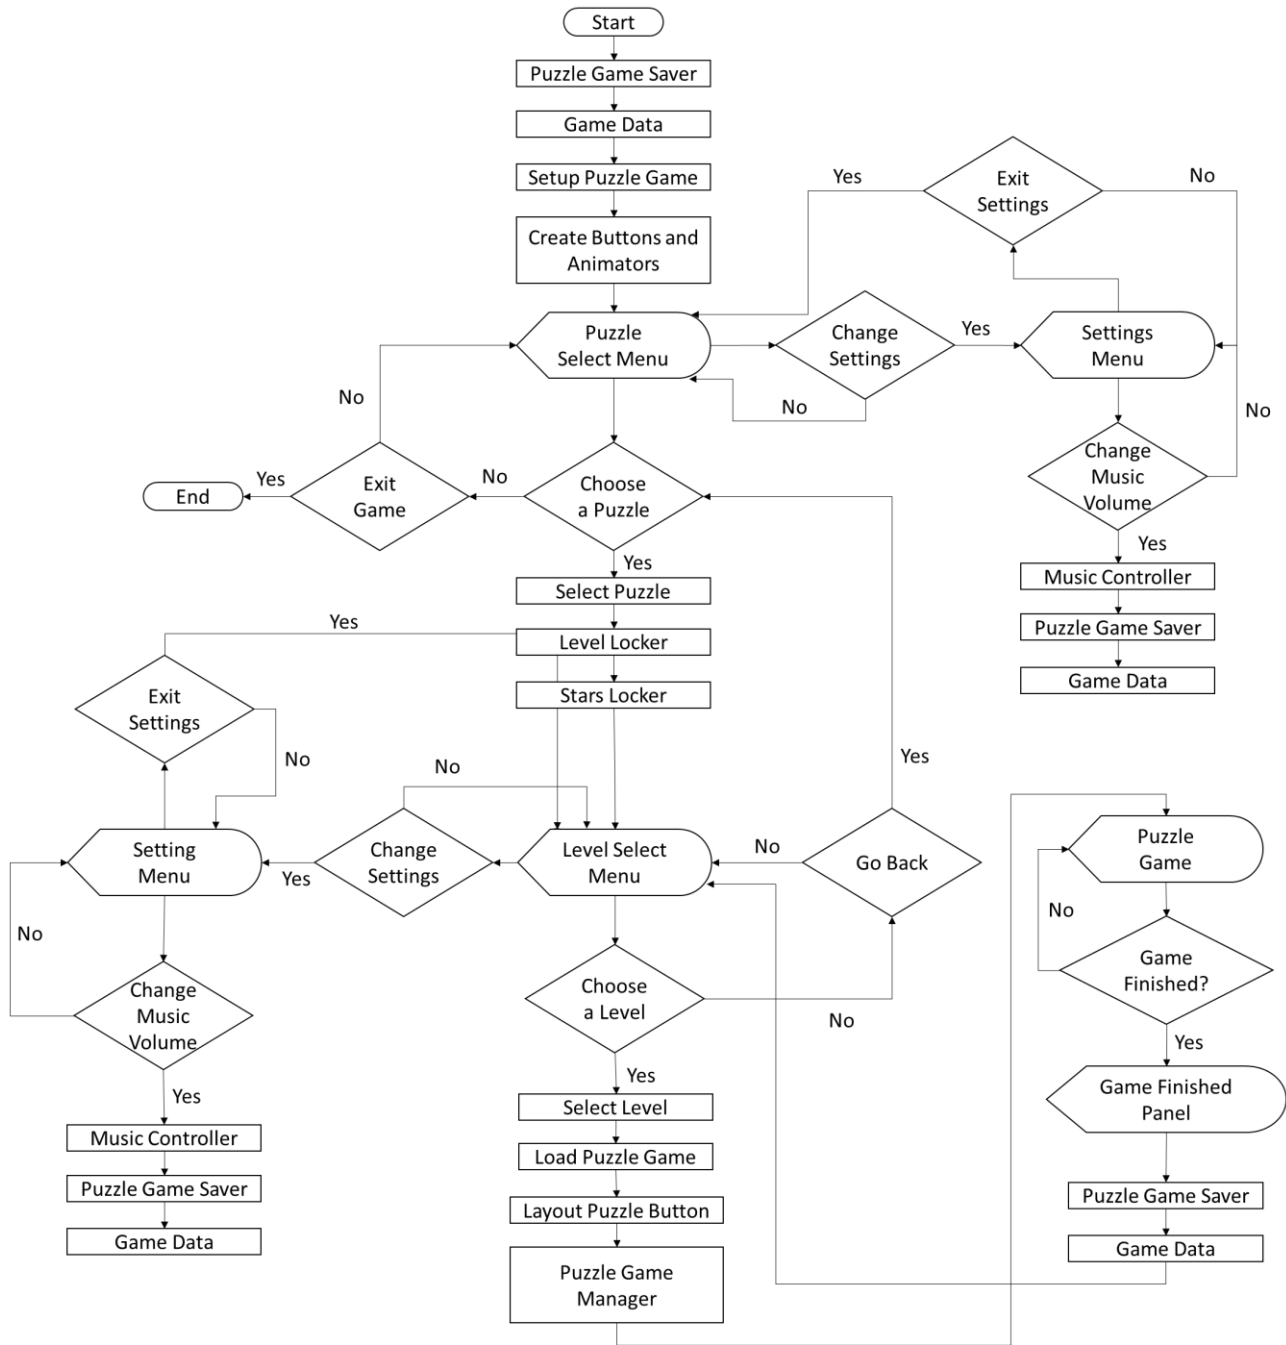 Start
Puzzle Game Saver
Game Data
Setup Puzzle Game
Create Buttons and
Animators
Puzzle
Select Menu
Change
Settings
Yes
No
Settings
Menu
Exit
Settings
Yes
No
Change
Music
Volume
No
Yes
Music Controller
Puzzle Game Saver
Game Data
Choose
a Puzzle
No
Exit
Game
No
Yes
End
Yes
Select Puzzle
Level Locker
Stars Locker
Level Select
Menu
Change
Settings
No
Yes
Setting
Menu
Exit
Settings
Yes
No
Change
Music
Volume
No
Yes
Music Controller
Puzzle Game Saver
Game Data
Choose
a Level
No
Go Back
No
Yes
Yes
Select Level
Load Puzzle Game
Layout Puzzle Button
Puzzle Game
Manager
Puzzle
Game
Game
Finished?
No
Yes
Game Finished
Panel
Puzzle Game Saver
Game Data